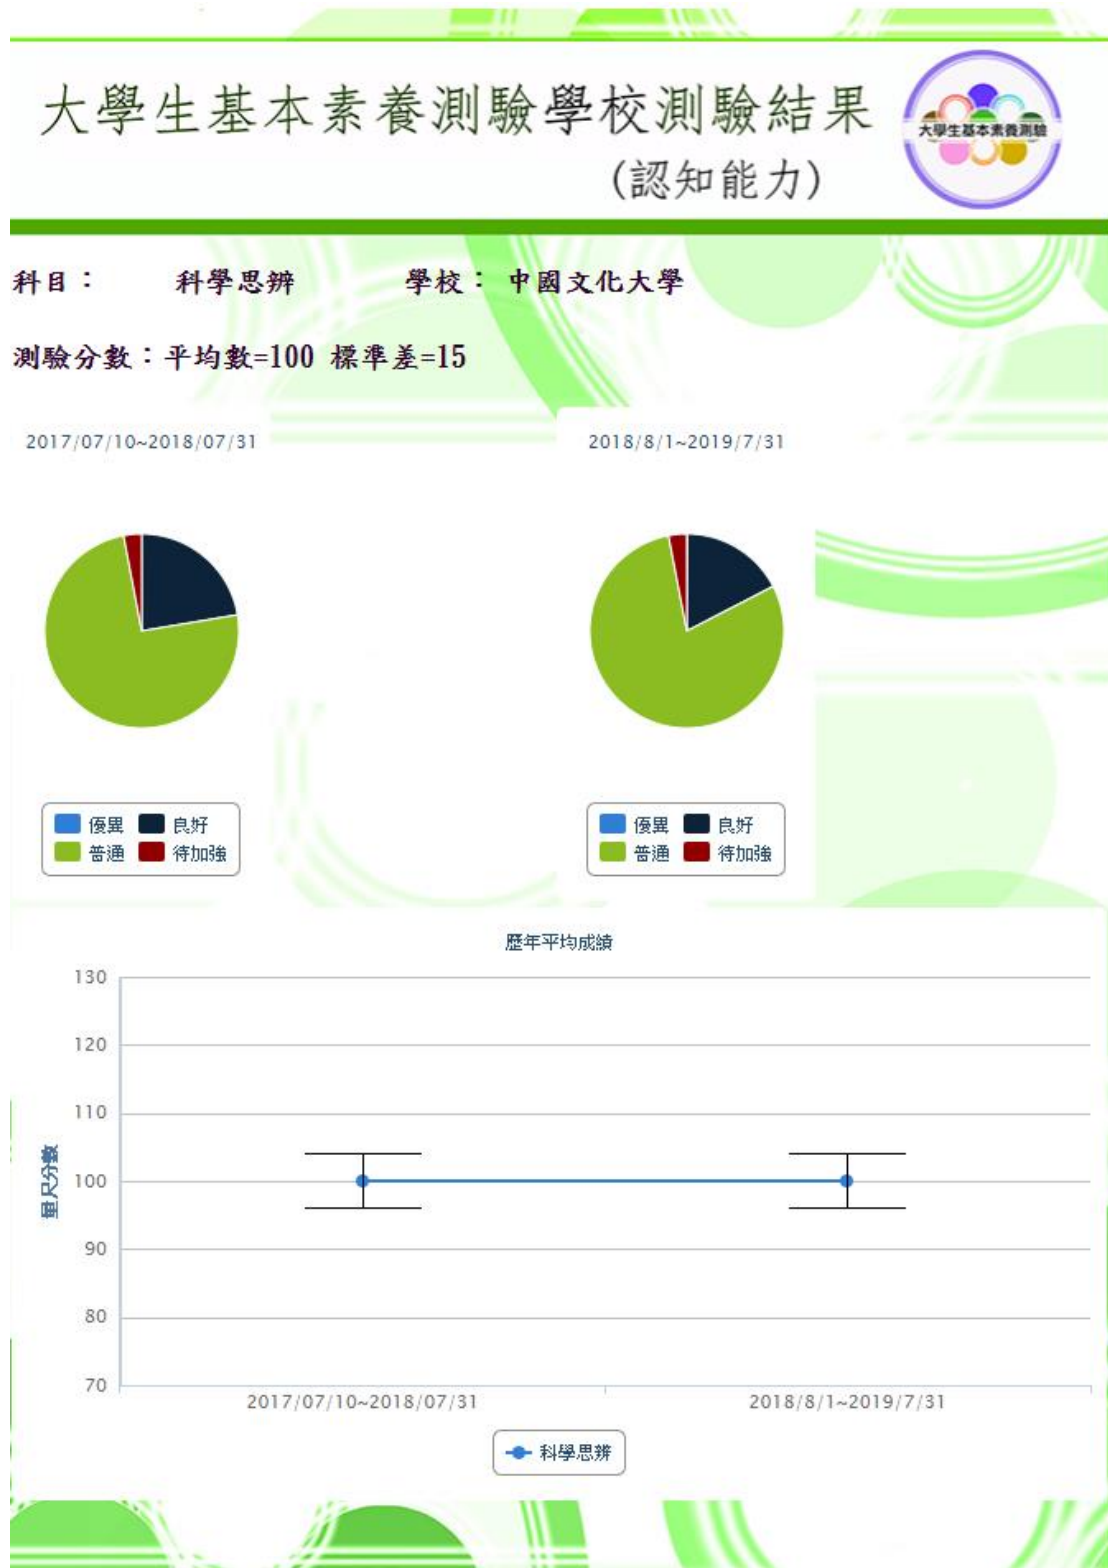 大學生基本素養測驗學校測驗結果
(認知能力)
大學生基本素養測驗
科目： 科學思辨 學校： 中國文化大學
測驗分數：平均數=100 標準差=15
2017/07/10~2018/07/31 2018/8/1~2019/7/31
優異 良好 優異 良好
普通 待加強 普通 待加強
歷年平均成績
130
120
110
100
90
80
70
量尺分數
2017/07/10~2018/07/31 2018/8/1~2019/7/31
科學思辨